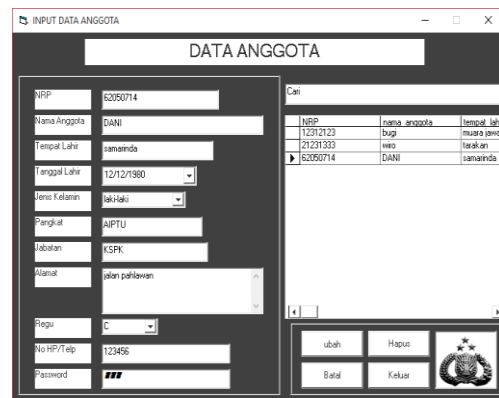 INPUT DATA ANGGOTA
DATA ANGGOTA
NRP 62050714
Nama Anggota DANI
Tempat Lahir samarinda
Tanggal Lahir 12/12/1980
Jenis Kelamin laki-laki
Pangkat AIPTU
Jabatan KSPK
Alamat jalan pahlawan
Regu C
No HP/Telp 123456
Password
Cari
NRP nama_anggota tempat_lah
12312123 bugi muara jawa
21231333 wiro tarakan
62050714 DANI samarinda
ubah Hapus
Batal Keluar